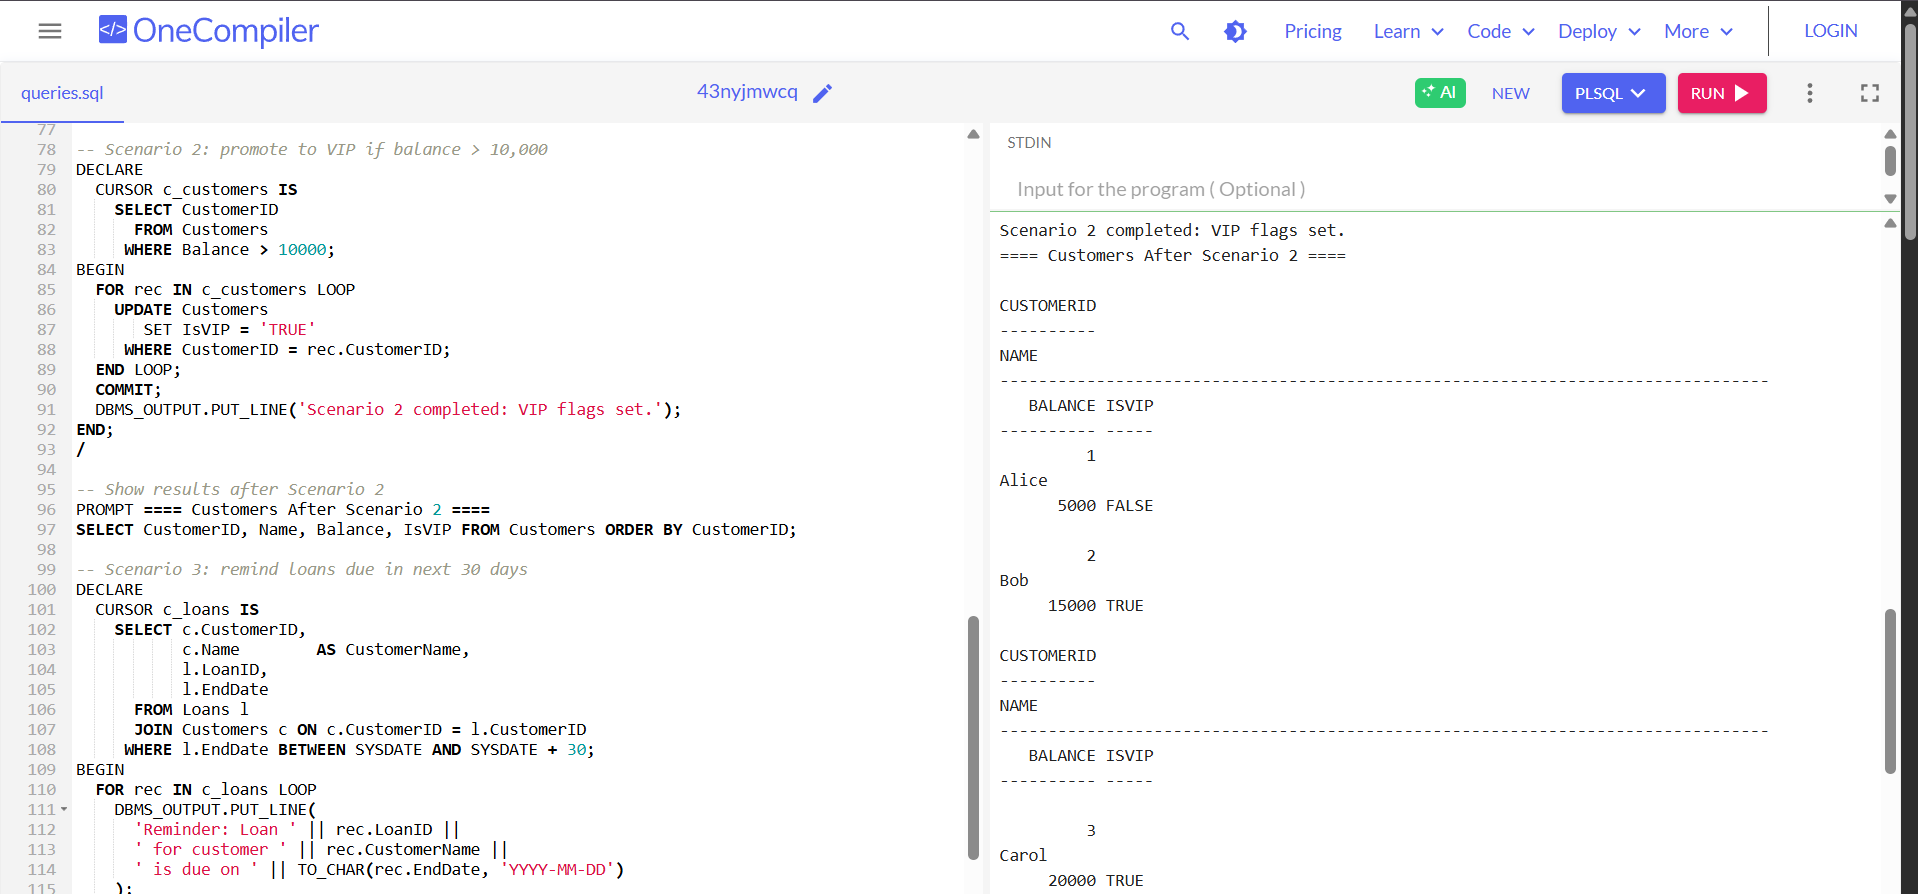 </> OneCompiler
Pricing
Learn
Code
Deploy
More
LOGIN
queries.sql
43nyjmwcq
AI
NEW
PLSQL
RUN
77
78 -- Scenario 2: promote to VIP if balance > 10,000
79 DECLARE
80 CURSOR c_customers IS
81 SELECT CustomerID
82 FROM Customers
83 WHERE Balance > 10000;
84 BEGIN
85 FOR rec IN c_customers LOOP
86 UPDATE Customers
87 SET IsVIP = 'TRUE'
88 WHERE CustomerID = rec.CustomerID;
89 END LOOP;
90 COMMIT;
91 DBMS_OUTPUT.PUT_LINE('Scenario 2 completed: VIP flags set.');
92 END;
93 /
94
95 -- Show results after Scenario 2
96 PROMPT ==== Customers After Scenario 2 ====
97 SELECT CustomerID, Name, Balance, IsVIP FROM Customers ORDER BY CustomerID;
98
99 -- Scenario 3: remind loans due in next 30 days
100 DECLARE
101 CURSOR c_loans IS
102 SELECT c.CustomerID,
103 c.Name AS CustomerName,
104 l.LoanID,
105 l.EndDate
106 FROM Loans l
107 JOIN Customers c ON c.CustomerID = l.CustomerID
108 WHERE l.EndDate BETWEEN SYSDATE AND SYSDATE + 30;
109 BEGIN
110 FOR rec IN c_loans LOOP
111 DBMS_OUTPUT.PUT_LINE(
112 'Reminder: Loan ' || rec.LoanID ||
113 ' for customer ' || rec.CustomerName ||
114 ' is due on ' || TO_CHAR(rec.EndDate, 'YYYY-MM-DD')
115 );
STDIN
Input for the program ( Optional )
Scenario 2 completed: VIP flags set.
==== Customers After Scenario 2 ====
CUSTOMERID
----------
NAME
--------------------------------------------------------------------------------
BALANCE ISVIP
---------- -----
1
Alice
5000 FALSE
2
Bob
15000 TRUE
CUSTOMERID
----------
NAME
--------------------------------------------------------------------------------
BALANCE ISVIP
---------- -----
3
Carol
20000 TRUE